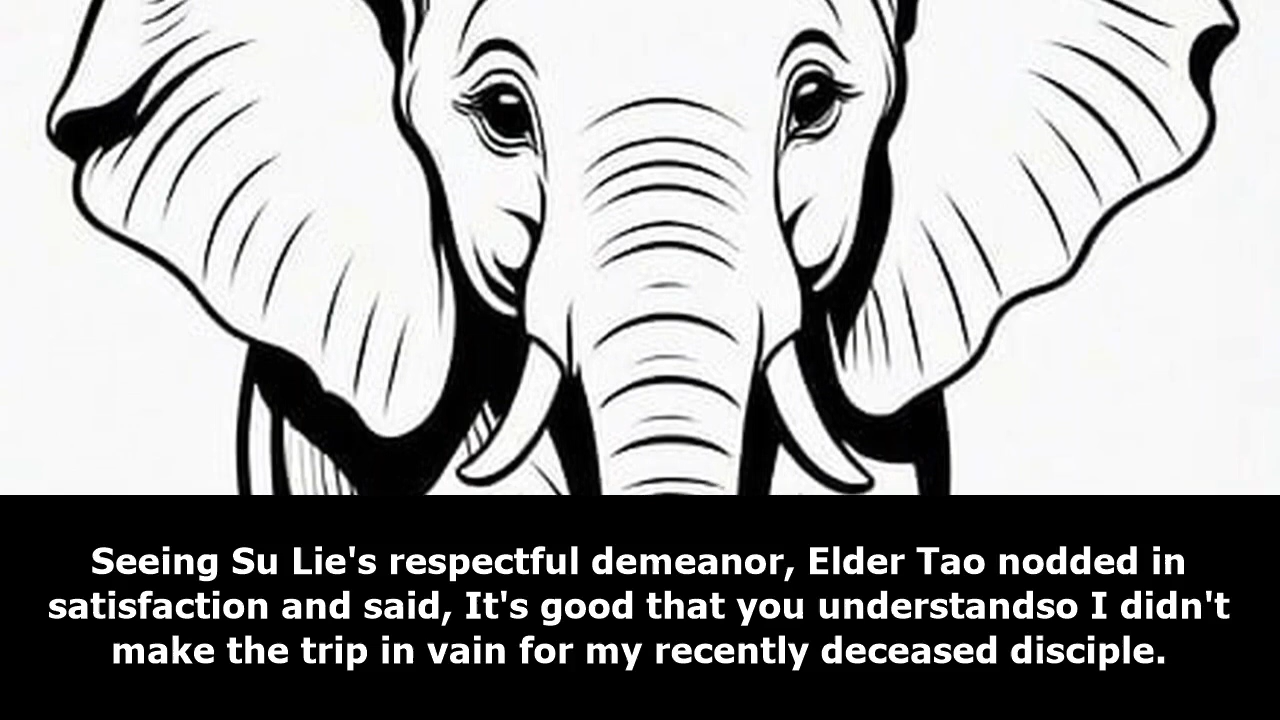 Seeing Su Lie's respectful demeanor, Elder Tao nodded in
satisfaction and said, It's good that you understandso I didn't
make the trip in vain for my recently deceased disciple.